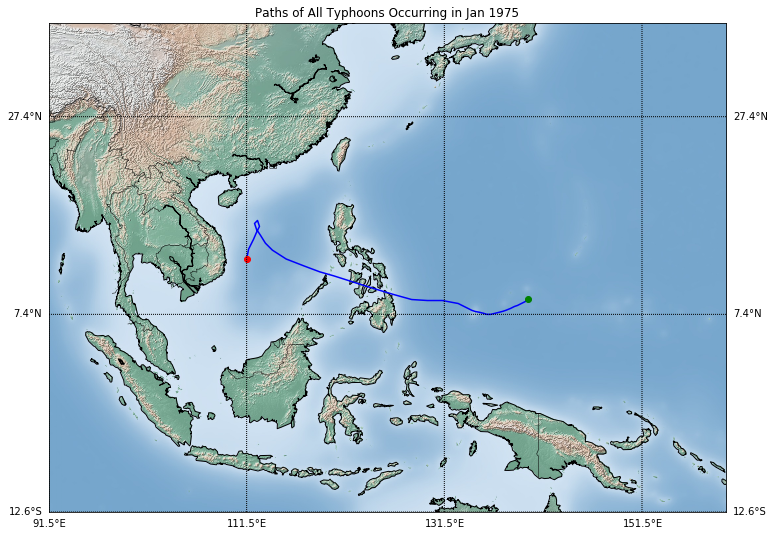 Paths of All Typhoons Occurring in Jan 1975
27.4°N 27.4°N
7.4°N 7.4°N
12.6°S 12.6°S
91.5°E 111.5°E 131.5°E 151.5°E